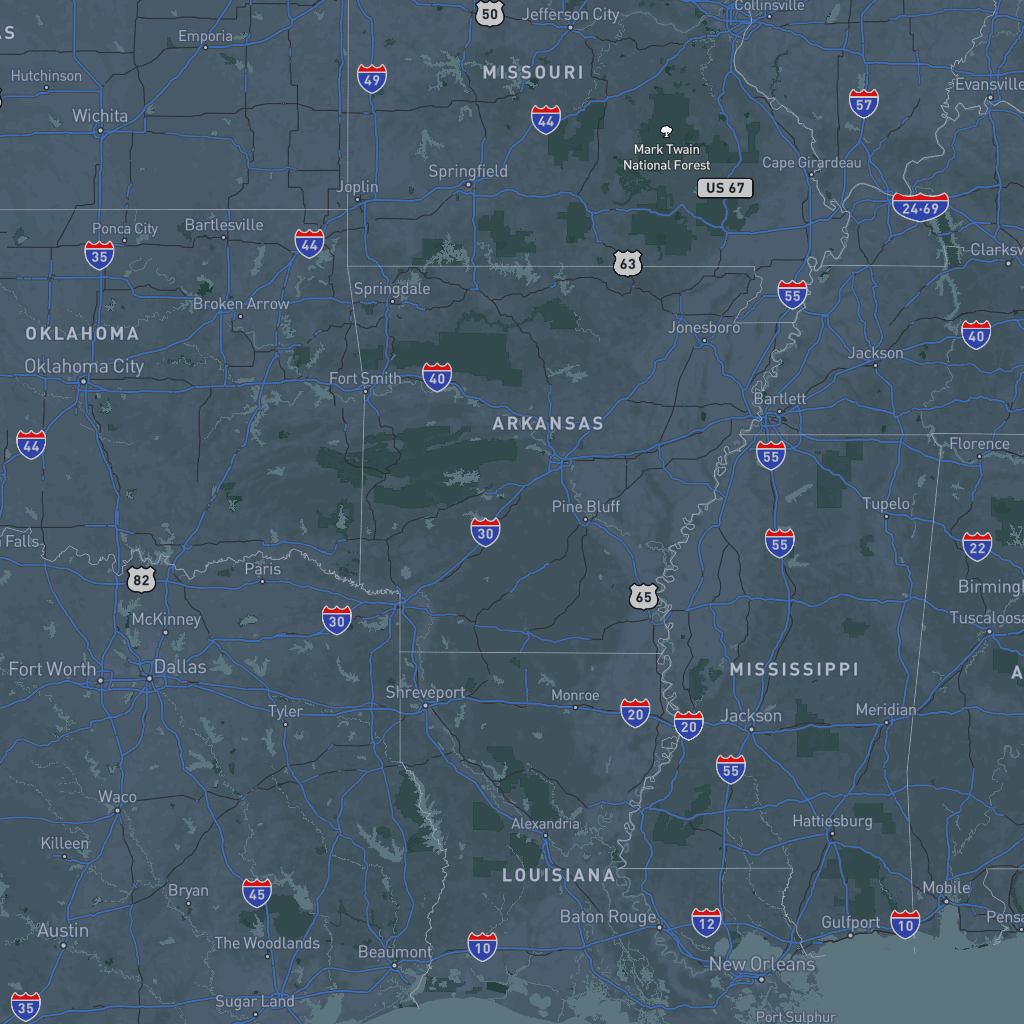 50
Jefferson City
Collinsville
Emporia
MISSOURI
Hutchinson
49
Evansville
57
Wichita
44
Mark Twain
National Forest
Cape Girardeau
Springfield
US 67
Joplin
24-69
Ponca City
Bartlesville
44
35
63
Clarksv
Springdale
55
Broken Arrow
Jonesboro
OKLAHOMA
40
Jackson
Oklahoma City
Fort Smith
40
Bartlett
ARKANSAS
44
55
Florence
Pine Bluff
Tupelo
30
55
22
Falls
82
Paris
65
Birmingh
McKinney
30
Tuscaloosa
Fort Worth
Dallas
MISSISSIPPI
A
Shreveport
Monroe
Tyler
20
20
Jackson
Meridian
55
Waco
Alexandria
Hattiesburg
Killeen
LOUISIANA
Bryan
45
Mobile
Baton Rouge
12
Gulfport
10
Pensa
Austin
The Woodlands
10
Beaumont
New Orleans
35
Sugar Land
Port Sulphur